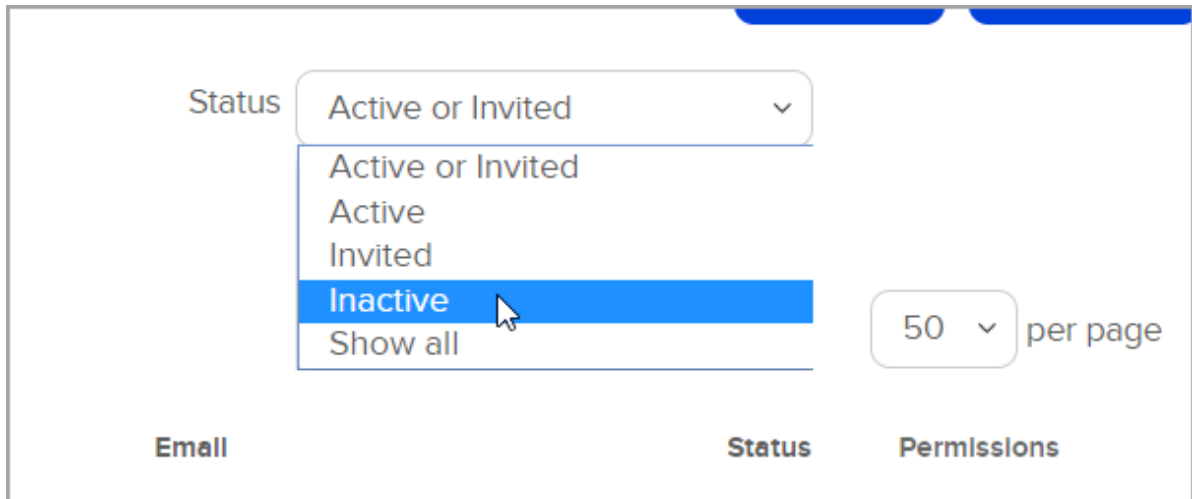 Status Active or Invited
Active or Invited
Active
Invited
Inactive
Show all
50 per page
Email Status Permissions